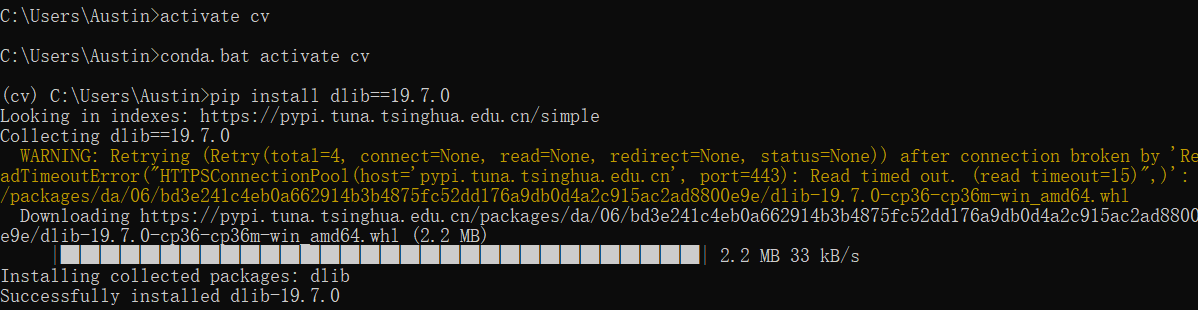 C:\Users\Austin>activate cv
C:\Users\Austin>conda.bat activate cv
(cv) C:\Users\Austin>pip install dlib==19.7.0
Looking in indexes: https://pypi.tuna.tsinghua.edu.cn/simple
Collecting dlib==19.7.0
  WARNING: Retrying (Retry(total=4, connect=None, read=None, redirect=None, status=None)) after connection broken by 'Re
adTimeoutError("HTTPSConnectionPool(host='pypi.tuna.tsinghua.edu.cn', port=443): Read timed out. (read timeout=15)",)':
/packages/da/06/bd3e241c4eb0a662914b3b4875fc52dd176a9db0d4a2c915ac2ad8800e9e/dlib-19.7.0-cp36-cp36m-win_amd64.whl
  Downloading https://pypi.tuna.tsinghua.edu.cn/packages/da/06/bd3e241c4eb0a662914b3b4875fc52dd176a9db0d4a2c915ac2ad8800
e9e/dlib-19.7.0-cp36-cp36m-win_amd64.whl (2.2 MB)
2.2 MB 33 kB/s
Installing collected packages: dlib
Successfully installed dlib-19.7.0